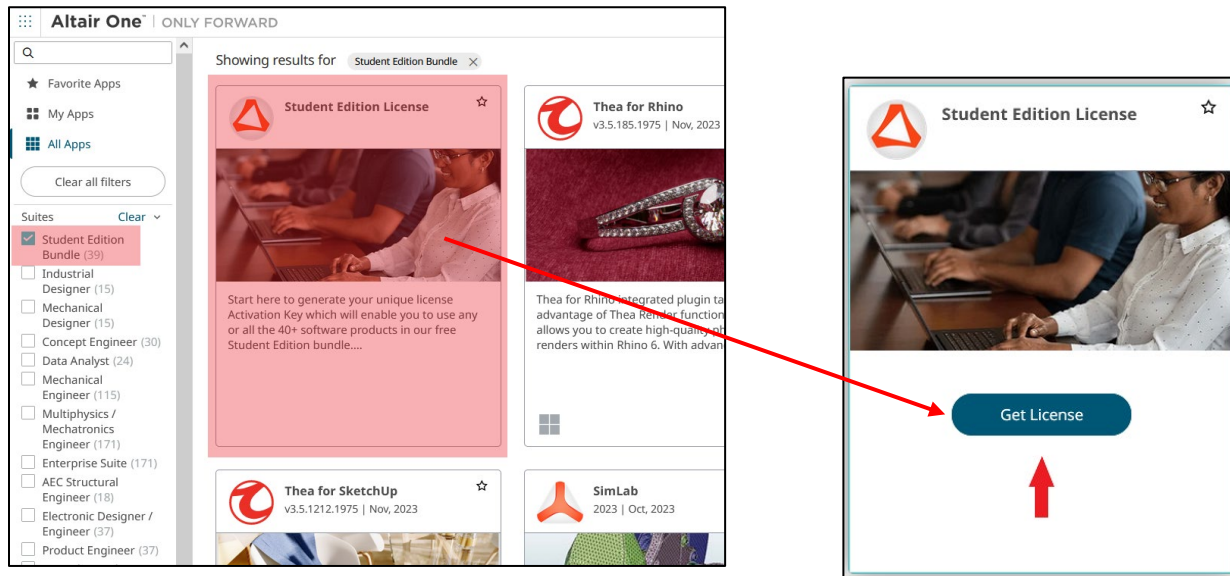 Altair One™ | ONLY FORWARD
Favorite Apps
My Apps
All Apps
Clear all filters
Suites Clear
Student Edition
Bundle (39)
Industrial
Designer (15)
Mechanical
Designer (15)
Concept Engineer (30)
Data Analyst (24)
Mechanical
Engineer (115)
Multiphysics /
Mechatronics
Engineer (171)
Enterprise Suite (171)
AEC Structural
Engineer (18)
Electronic Designer /
Engineer (37)
Product Engineer (37)
Showing results for Student Edition Bundle
Student Edition License
Start here to generate your unique license
Activation Key which will enable you to use any
or all the 40+ software products in our free
Student Edition bundle....
Thea for Rhino
v3.5.185.1975 | Nov, 2023
Thea for Rhino integrated plugin ta
advantage of Thea Render function
allows you to create high-quality ph
renders within Rhino 6. With advan
Thea for SketchUp
v3.5.1212.1975 | Nov, 2023
SimLab
2023 | Oct, 2023
Student Edition License
Get License